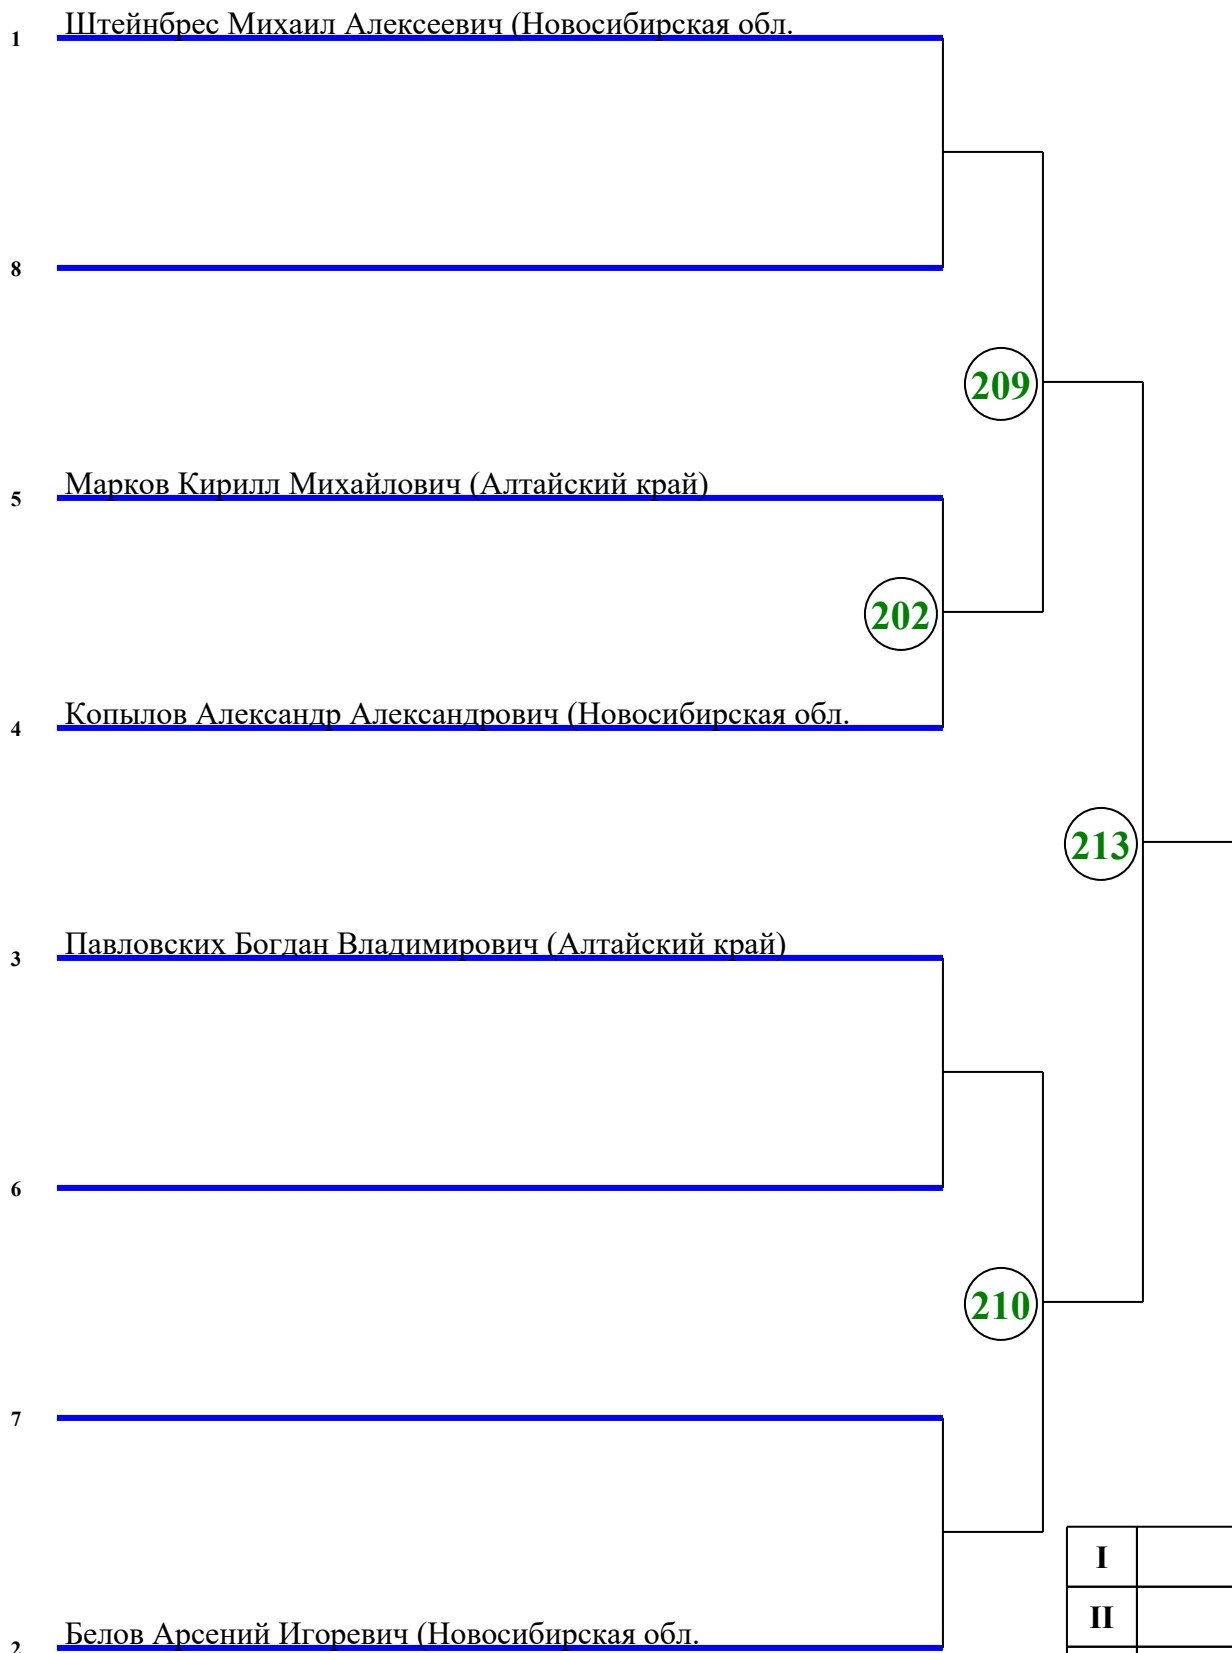 1 Штейнбрес Михаил Алексеевич (Новосибирская обл.
8
209
5 Марков Кирилл Михайлович (Алтайский край)
202
4 Копылов Александр Александрович (Новосибирская обл.
213
3 Павловских Богдан Владимирович (Алтайский край)
6
210
7
I
II
2 Белов Арсений Игоревич (Новосибирская обл.